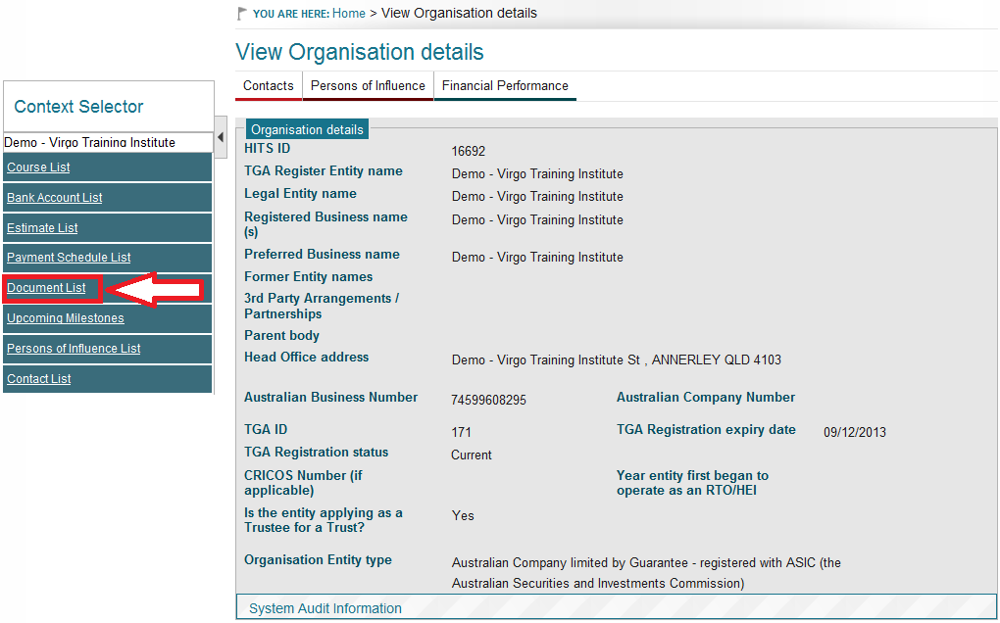 YOU ARE HERE: Home > View Organisation details
View Organisation details
Contacts
Persons of Influence
Financial Performance
Context Selector
Demo - Virgo Training Institute
Course List
Bank Account List
Estimate List
Payment Schedule List
Document List
Upcoming Milestones
Persons of Influence List
Contact List
Organisation details
HITS ID 16692
TGA Register Entity name Demo - Virgo Training Institute
Legal Entity name Demo - Virgo Training Institute
Registered Business name Demo - Virgo Training Institute
(s)
Preferred Business name Demo - Virgo Training Institute
Former Entity names
3rd Party Arrangements /
Partnerships
Parent body
Head Office address Demo - Virgo Training Institute St , ANNERLEY QLD 4103
Australian Business Number 74599608295 Australian Company Number
TGA ID 171 TGA Registration expiry date 09/12/2013
TGA Registration status Current
CRICOS Number (if Year entity first began to
applicable) operate as an RTO/HEI
Is the entity applying as a Yes
Trustee for a Trust?
Organisation Entity type Australian Company limited by Guarantee - registered with ASIC (the
Australian Securities and Investments Commission)
System Audit Information